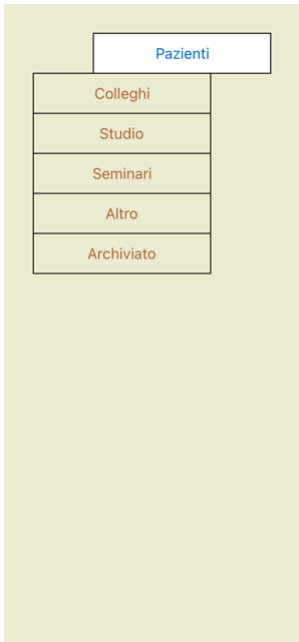 Pazienti
Colleghi
Studio
Seminari
Altro
Archiviato